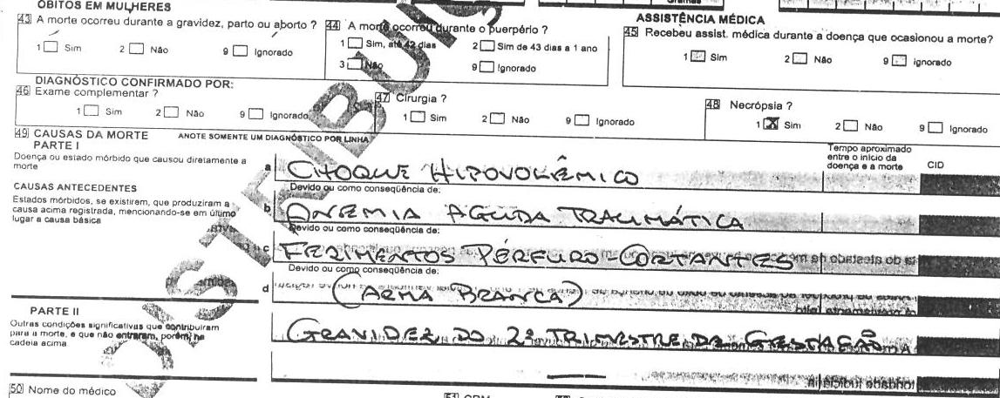 ÓBITOS EM MULHERES
43 A morte ocorreu durante a gravidez, parto ou aborto ?
1 Sim 2 Não 9 Ignorado
44 A morte ocorreu durante o puerpério ?
1 Sim, até 42 dias 2 Sim de 43 dias a 1 ano
3 Não 9 Ignorado
ASSISTÊNCIA MÉDICA
45 Recebeu assist. médica durante a doença que ocasionou a morte?
1 Sim 2 Não 9 Ignorado
DIAGNÓSTICO CONFIRMADO POR:
46 Exame complementar ?
1 Sim 2 Não 9 Ignorado
47 Cirurgia ?
1 Sim 2 Não 9 Ignorado
48 Necrópsia ?
1 X Sim 2 Não 9 Ignorado
49 CAUSAS DA MORTE ANOTE SOMENTE UM DIAGNÓSTICO POR LINHA
PARTE I
Doença ou estado mórbido que causou diretamente a
morte
Tempo aproximado
entre o início da
doença e a morte
CID
a CHOQUE HIPOVOLÊMICO
CAUSAS ANTECEDENTES
Estados mórbidos, se existirem, que produziram a
causa acima registrada, mencionando-se em último
lugar a causa básica
Devido ou como conseqüência de:
b ANEMIA AGUDA TRAUMÁTICA
Devido ou como conseqüência de:
c FERIMENTOS PÉRFURO-CORTANTES
Devido ou como conseqüência de:
d (ARMA BRANCA)
PARTE II
Outras condições significativas que contribuíram
para a morte, e que não entraram, porém, na
cadeia acima
GRAVIDEZ DO 2º TRIMESTRE DE GESTAÇÃO
50 Nome do médico
51 CRM